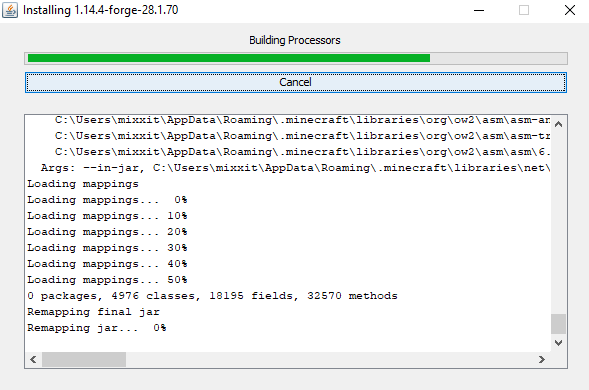 Installing 1.14.4-forge-28.1.70
Building Processors
Cancel
C:\Users\mixxit\AppData\Roaming\.minecraft\libraries\org\ow2\asm\asm-an
C:\Users\mixxit\AppData\Roaming\.minecraft\libraries\org\ow2\asm\asm-tr
C:\Users\mixxit\AppData\Roaming\.minecraft\libraries\org\ow2\asm\asm\6.
Args: --in-jar, C:\Users\mixxit\AppData\Roaming\.minecraft\libraries\net\
Loading mappings
Loading mappings...  0%
Loading mappings... 10%
Loading mappings... 20%
Loading mappings... 30%
Loading mappings... 40%
Loading mappings... 50%
0 packages, 4976 classes, 18195 fields, 32570 methods
Remapping final jar
Remapping jar...  0%